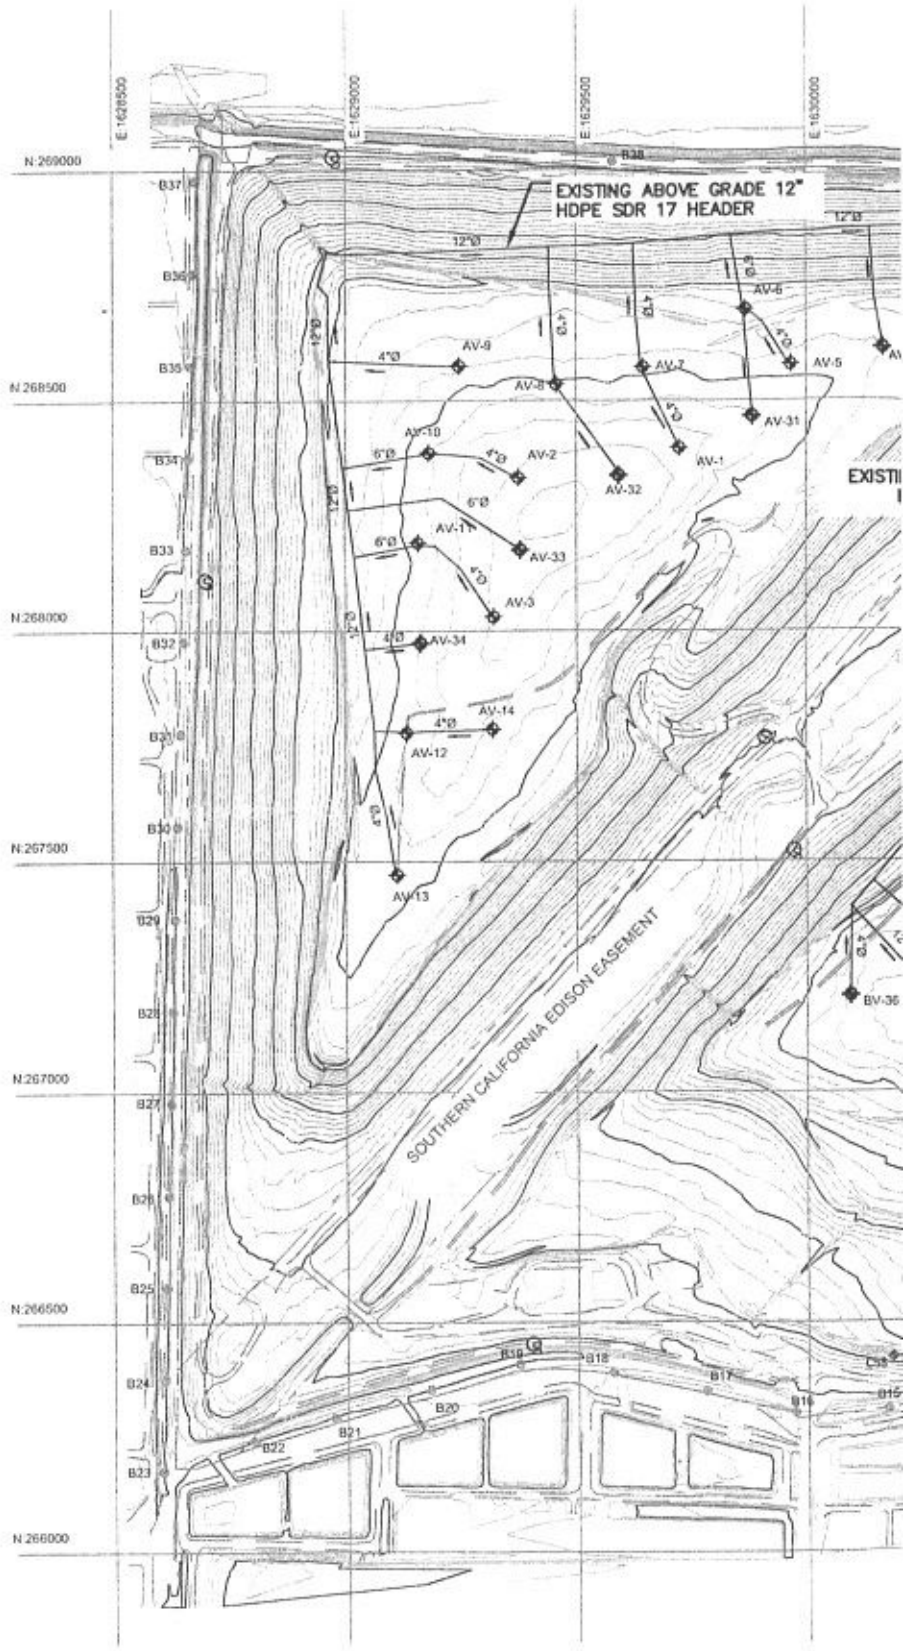 E:1628500
E:1629000
E:1629500
E:1630000
N:269000
B38
B37
EXISTING ABOVE GRADE 12"
HDPE SDR 17 HEADER
12"Ø
12"Ø
6"Ø
B36
AV-6
4"Ø
4"Ø
12"Ø
4"Ø
AV-9
4"Ø
B35
AV-7
AV-5
AV-8
N:268500
4"Ø
AV-31
AV-10
AV-1
6"Ø
4"Ø
AV-2
B34
AV-32
EXISTI
12"Ø
6"Ø
AV-11
6"Ø
AV-33
B33
4"Ø
AV-3
N:268000
12"Ø
4"Ø
AV-34
B32
AV-14
4"Ø
B31
AV-12
4"Ø
B30
N:267500
AV-13
B29
SOUTHERN CALIFORNIA EDISON EASEMENT
4"Ø
BV-36
B28
N:267000
B27
B26
B25
N:266500
B19
B18
B17
B24
B16
B15
B20
B21
B22
B23
N:266000